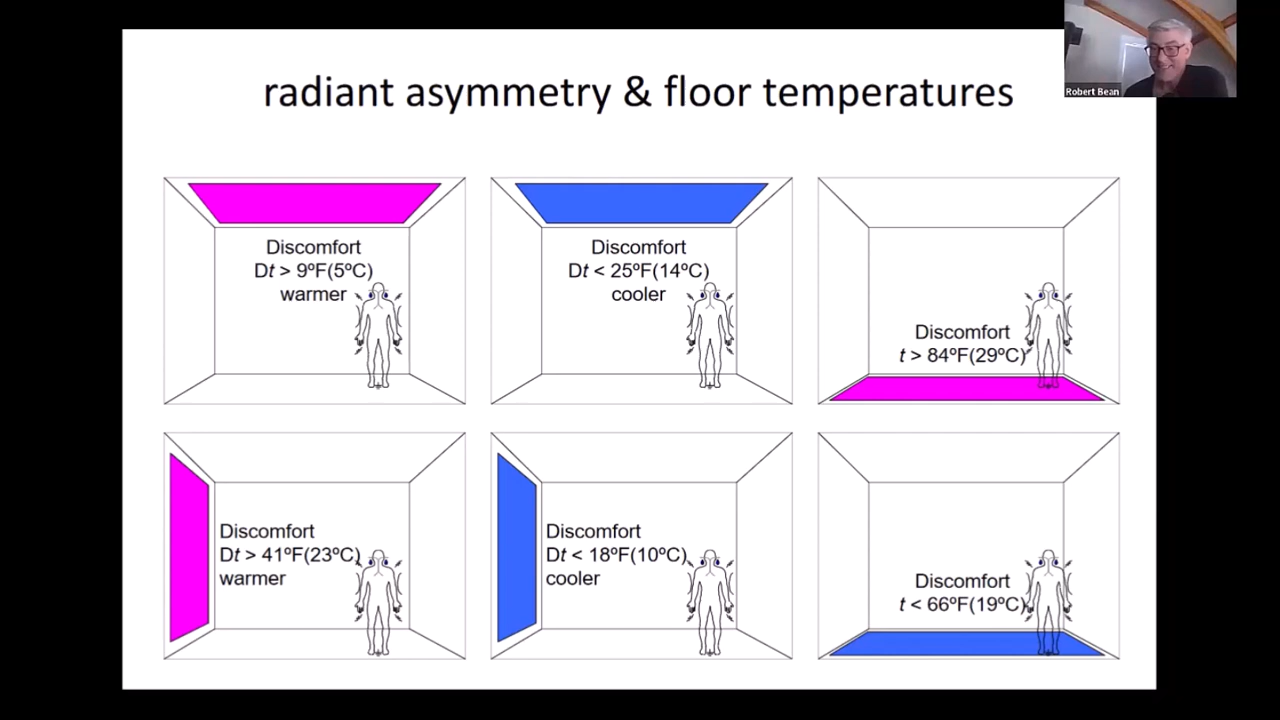 radiant asymmetry & floor temperatures
Robert Bean
Discomfort
Dt > 9ºF(5ºC)
warmer
Discomfort
Dt < 25ºF(14ºC)
cooler
Discomfort
t > 84ºF(29ºC)
Discomfort
Dt > 41ºF(23ºC)
warmer
Discomfort
Dt < 18ºF(10ºC)
cooler
Discomfort
t < 66ºF(19ºC)